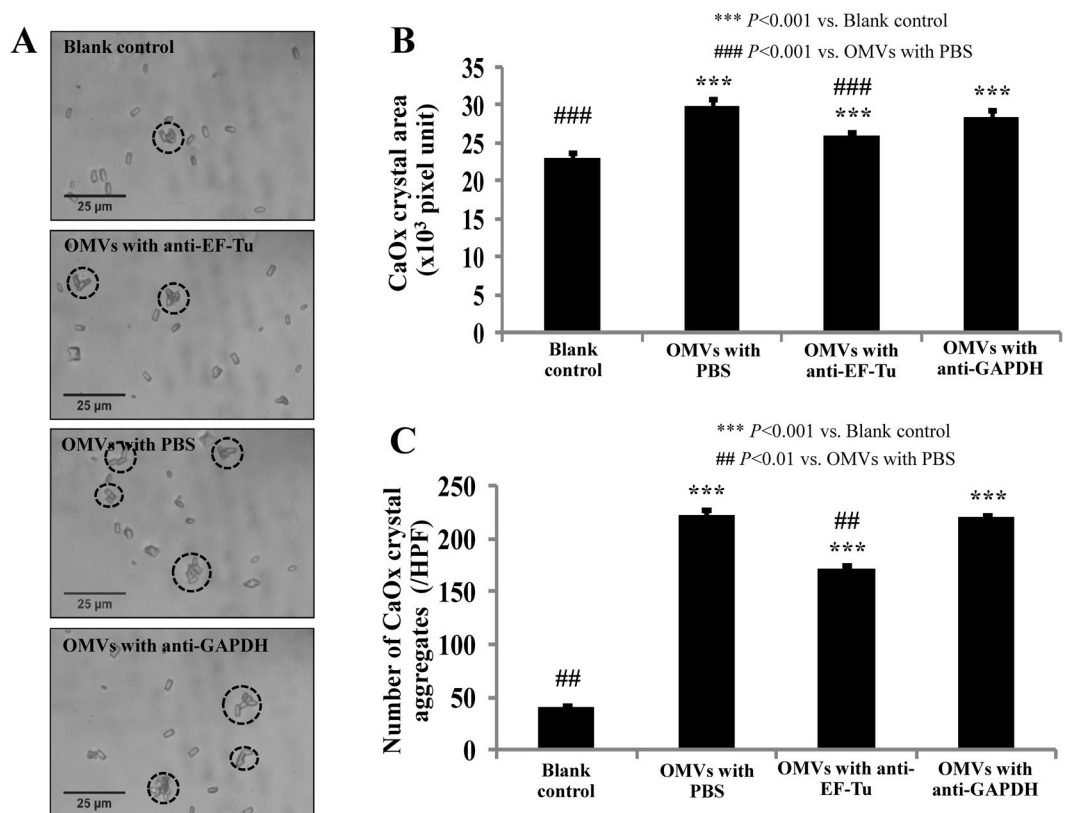 A
Blank control
25 µm
OMVs with anti-EF-Tu
25 µm
OMVs with PBS
25 µm
OMVs with anti-GAPDH
25 µm
B
*** P<0.001 vs. Blank control
### P<0.001 vs. OMVs with PBS
CaOx crystal area
(x10³ pixel unit)
35
30
25
20
15
10
5
0
###
***
###
***
***
Blank
control
OMVs with
PBS
OMVs with
anti-EF-Tu
OMVs with
anti-GAPDH
C
*** P<0.001 vs. Blank control
## P<0.01 vs. OMVs with PBS
Number of CaOx crystal
aggregates (/HPF)
250
200
150
100
50
0
##
***
##
***
***
Blank
control
OMVs with
PBS
OMVs with anti-
EF-Tu
OMVs with
anti-GAPDH